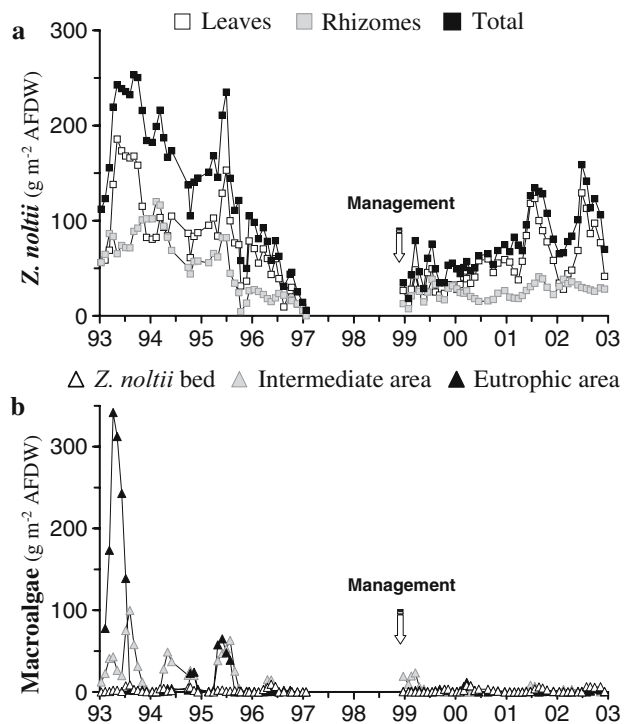 a
□ Leaves ■ Rhizomes ■ Total
Z. noltii (g m⁻² AFDW)
300
200
100
0
Management
93 94 95 96 97 98 99 00 01 02 03
△ Z. noltii bed ▲ Intermediate area ▲ Eutrophic area
b
Macroalgae (g m⁻² AFDW)
300
200
100
0
Management
93 94 95 96 97 98 99 00 01 02 03